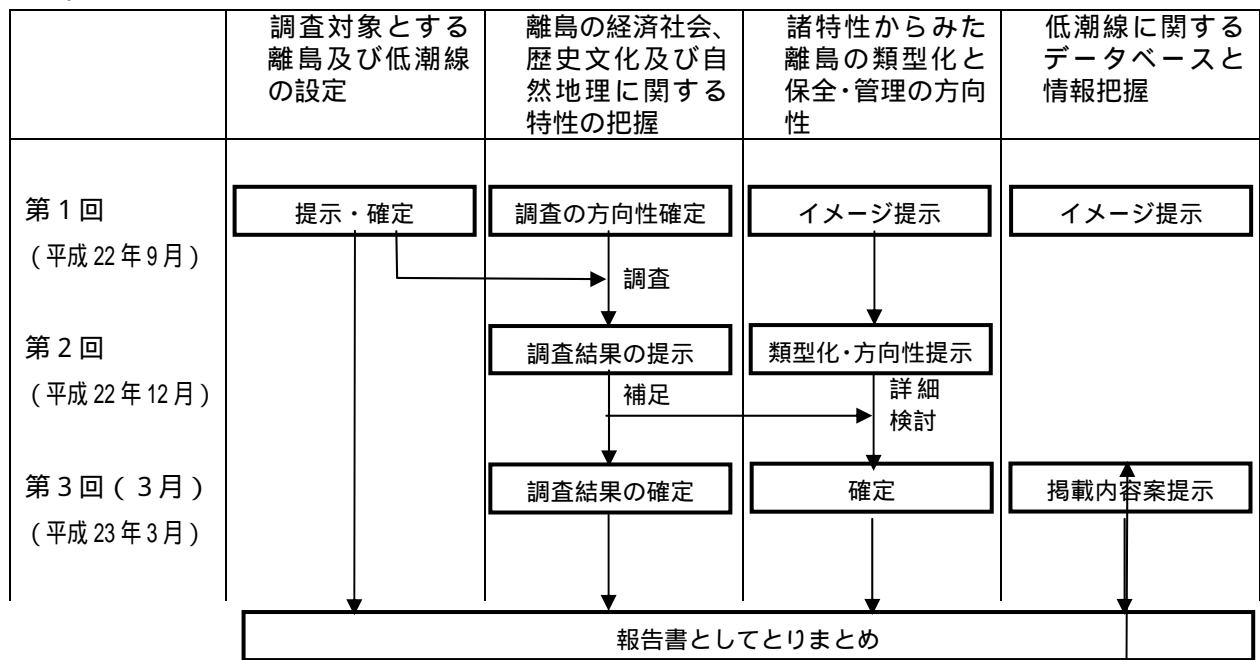 調査対象とする
離島及び低潮線
の設定
離島の経済社会、
歴史文化及び自
然地理に関する
特性の把握
諸特性からみた
離島の類型化と
保全・管理の方向
性
低潮線に関する
データベースと
情報把握
第１回
（平成22年9月）
提示・確定
調査の方向性確定
イメージ提示
イメージ提示
調査
第２回
（平成22年12月）
調査結果の提示
類型化・方向性提示
補足
詳細
検討
第３回（３月）
（平成23年3月）
調査結果の確定
確定
掲載内容案提示
報告書としてとりまとめ